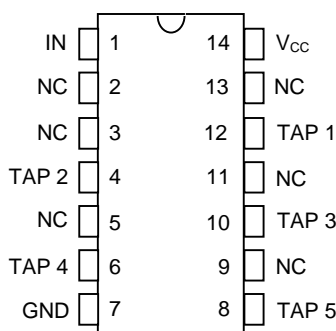 IN 1 14 VCC
NC 2 13 NC
NC 3 12 TAP 1
TAP 2 4 11 NC
NC 5 10 TAP 3
TAP 4 6 9 NC
GND 7 8 TAP 5